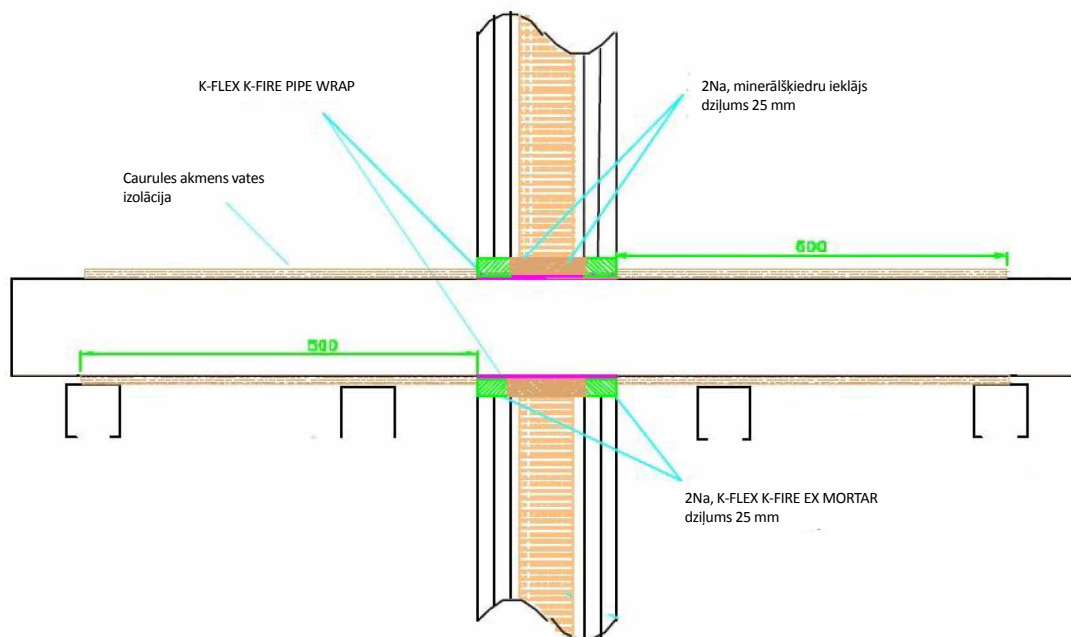 K-FLEX K-FIRE PIPE WRAP
2Na, minerālšķiedru ieklājs
dziļums 25 mm
Caurules akmens vates
izolācija
500
500
2Na, K-FLEX K-FIRE EX MORTAR
dziļums 25 mm